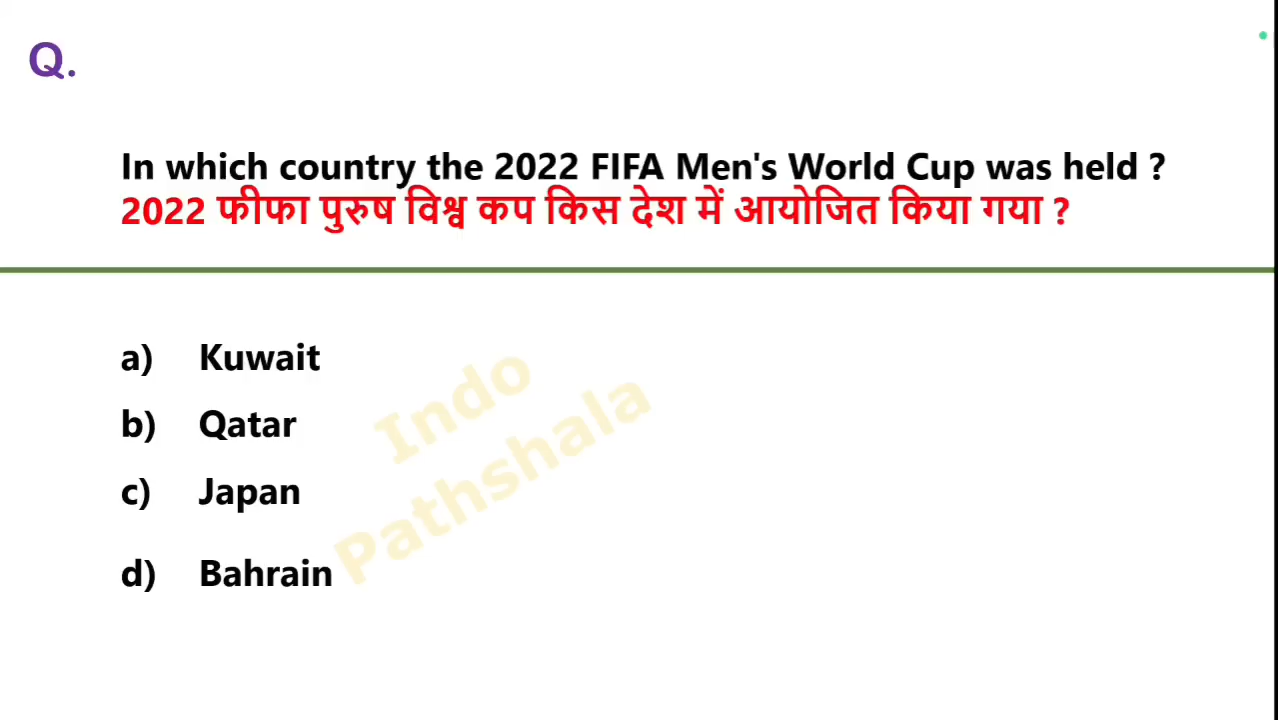 Q.
In which country the 2022 FIFA Men's World Cup was held ?
2022 फीफा पुरुष विश्व कप किस देश में आयोजित किया गया ?
a) Kuwait
b) Qatar
c) Japan
d) Bahrain
Indo
Pathshala